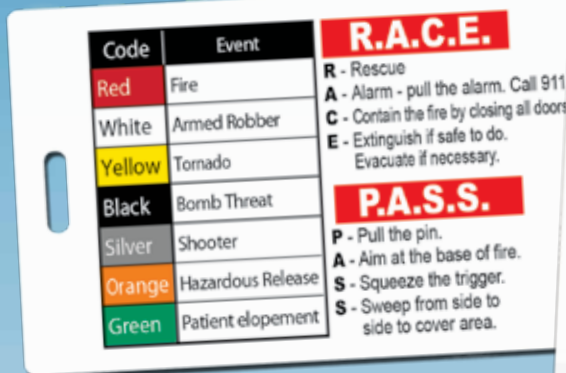 Code Event
Red Fire
White Armed Robber
Yellow Tornado
Black Bomb Threat
Silver Shooter
Orange Hazardous Release
Green Patient elopement
R.A.C.E.
R - Rescue
A - Alarm - pull the alarm. Call 911
C - Contain the fire by closing all doors
E - Extinguish if safe to do.
Evacuate if necessary.
P.A.S.S.
P - Pull the pin.
A - Aim at the base of fire.
S - Squeeze the trigger.
S - Sweep from side to
side to cover area.